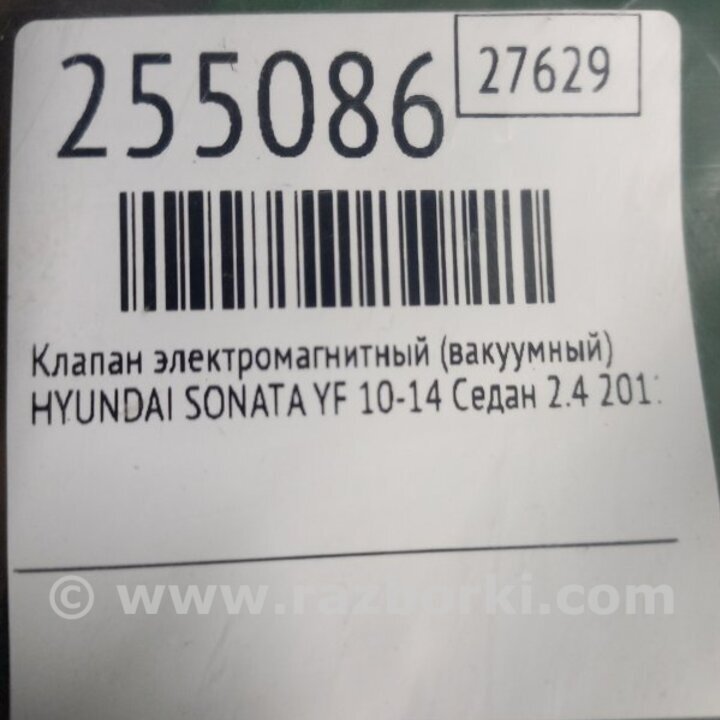 255086
27629
Клапан электромагнитный (вакуумный)
HYUNDAI SONATA YF 10-14 Седан 2.4
© www.razborki.com